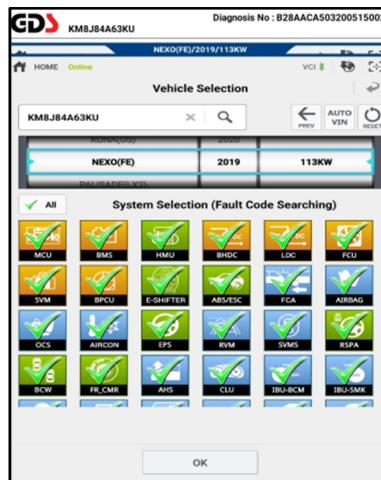 GDS KM8J84A63KU
Diagnosis No : B28AACA5032005150
NEXO(FE)/2019/113KW
HOME Online VCI
Vehicle Selection
KM8J84A63KU
PREV AUTO VIN RESET
KONA(OS) 2020
NEXO(FE) 2019 113KW
PALISADE(LX2)
All System Selection (Fault Code Searching)
MCU BMS HMU BHDC LDC FCU
SVM BPCU E-SHIFTER ABS/ESC FCA AIRBAG
OCS AIRCON EPS RVM SVMS RSPA
BCW FR_CMR AHS CLU IBU-BCM IBU-SMK
OK